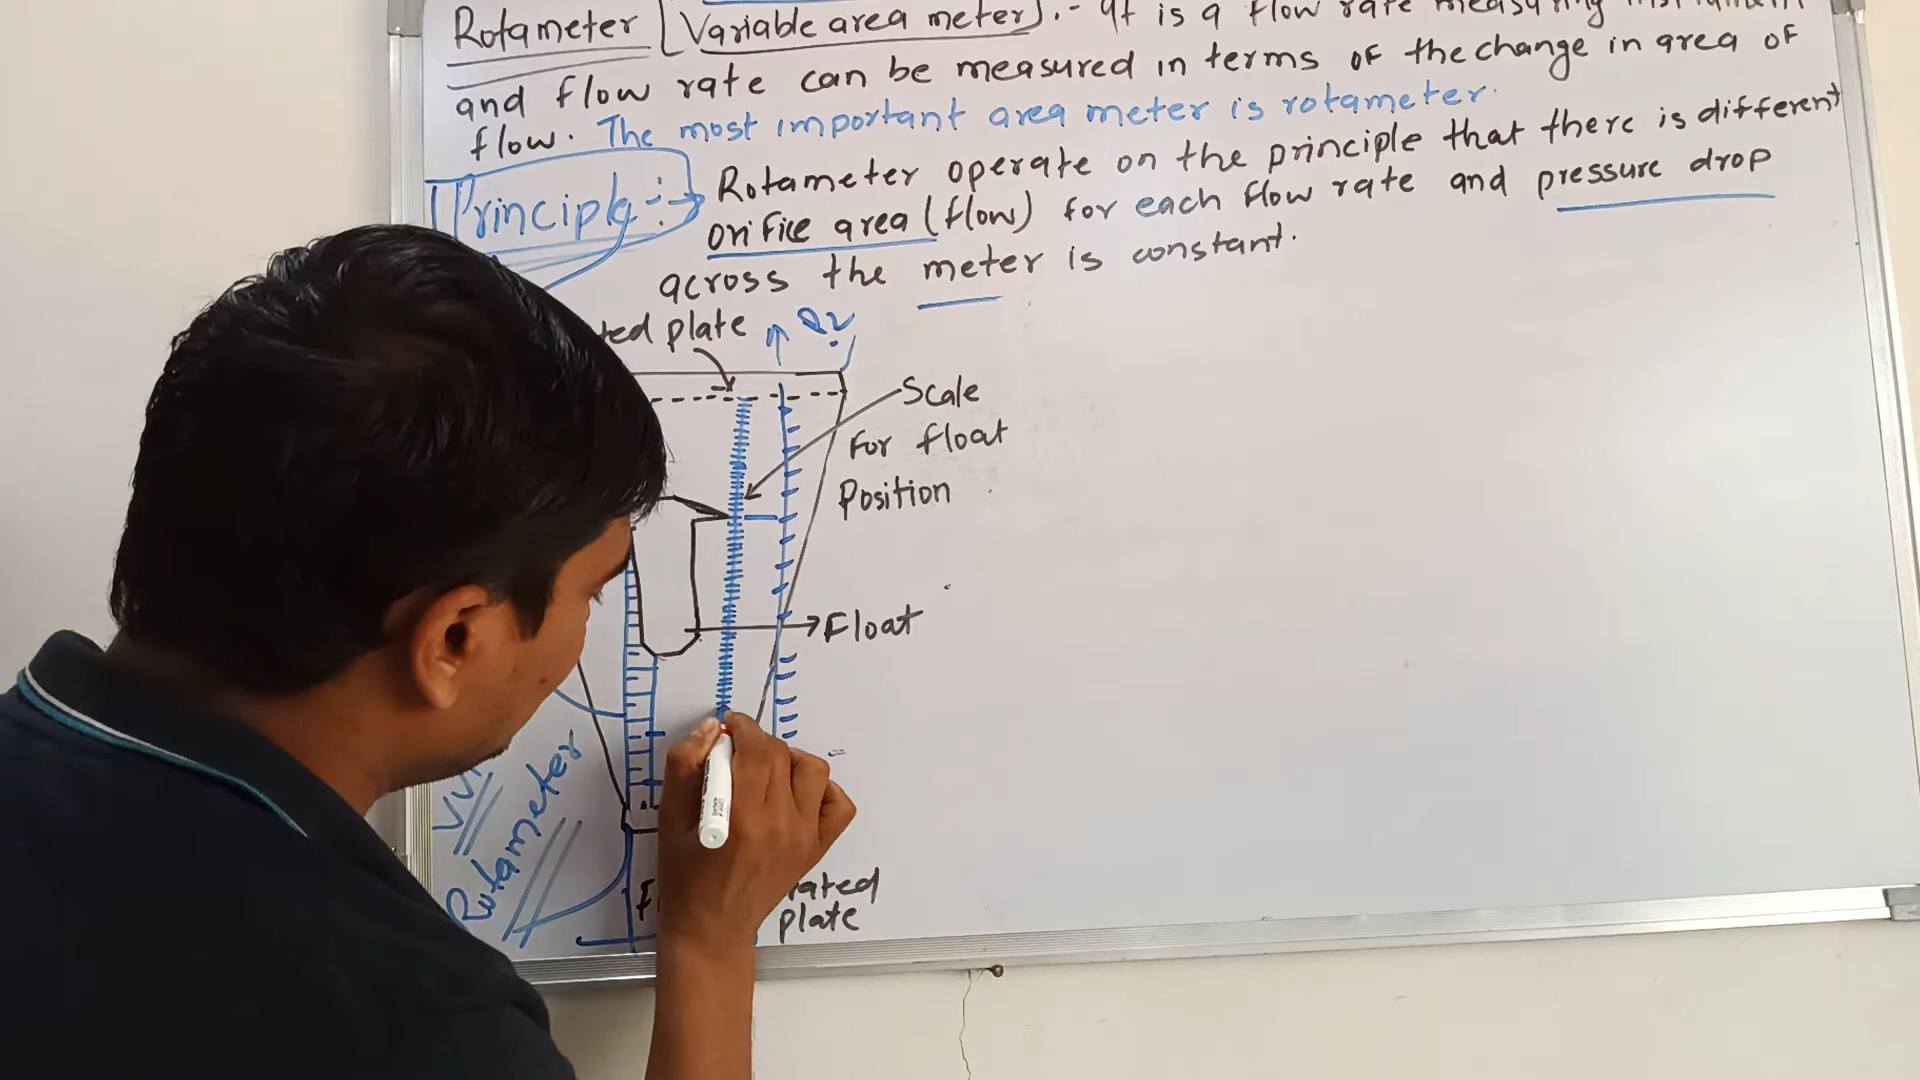 Rotameter [Variable area meter].- It is a flow rate measuring instrument
and flow rate can be measured in terms of the change in area of
flow. The most important area meter is rotameter.
Principle :→ Rotameter operate on the principle that there is different
orifice area (flow) for each flow rate and pressure drop
across the meter is constant.
plate ↑ Q2
Scale
For float
Position
→Float
Rotameter
plate